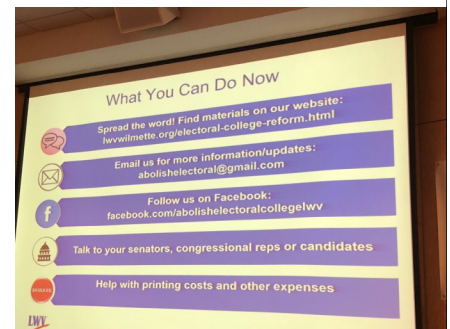 What You Can Do Now
Spread the word! Find materials on our website:
lwvwilmette.org/electoral-college-reform.html
Email us for more information/updates:
abolishelectoral@gmail.com
Follow us on Facebook:
facebook.com/abolishelectoralcollegelwv
Talk to your senators, congressional reps or candidates
Help with printing costs and other expenses
LWV